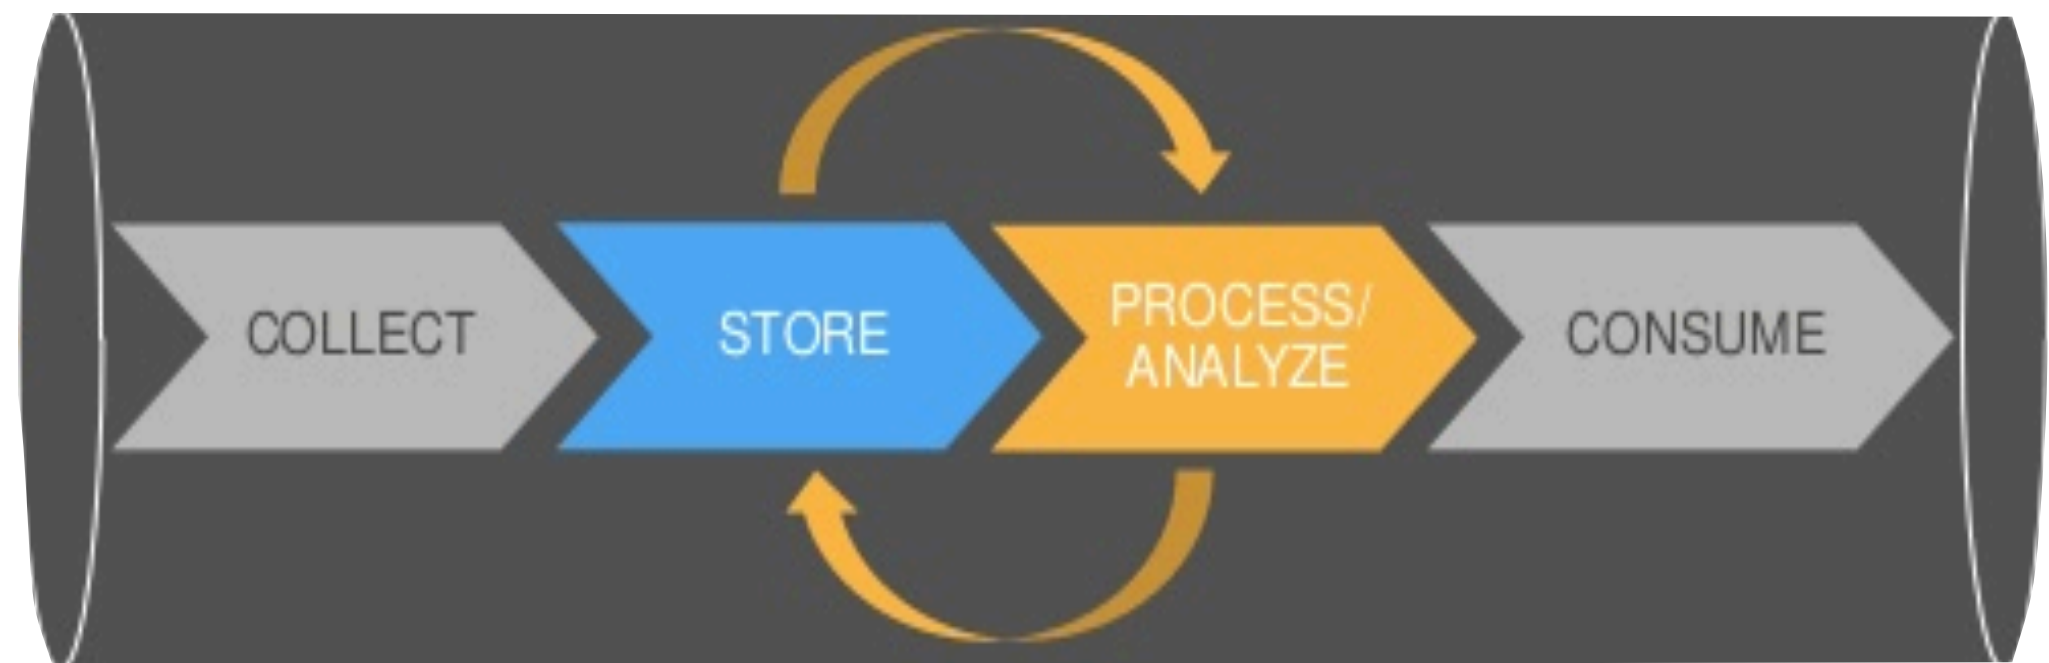 COLLECT
STORE
PROCESS/
ANALYZE
CONSUME